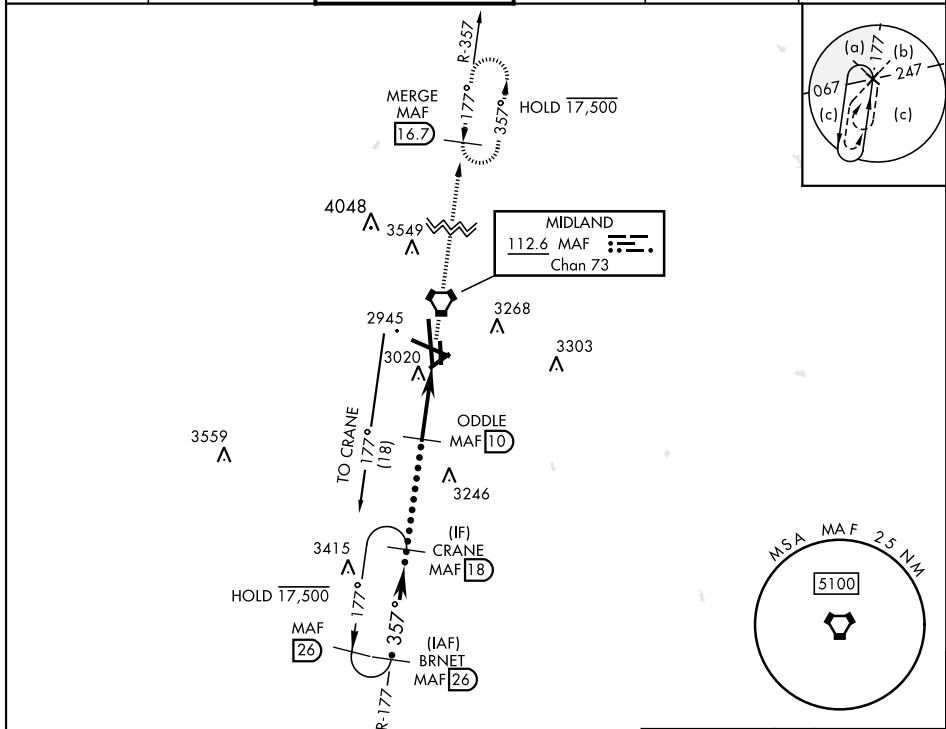 R-357
177°
357°
MERGE
MAF
16.7
HOLD 17,500
(a)
177
(b)
067
247
(c)
(c)
4048
3549
MIDLAND
112.6 MAF
Chan 73
2945
3268
3020
3303
TO CRANE
177°
(18)
ODDLE
MAF 10
3559
3246
3415
(IF)
CRANE
MAF 18
HOLD 17,500
177°
357°
MAF
26
(IAF)
BRNET
MAF 26
R-177
MSA MAF 25 NM
5100